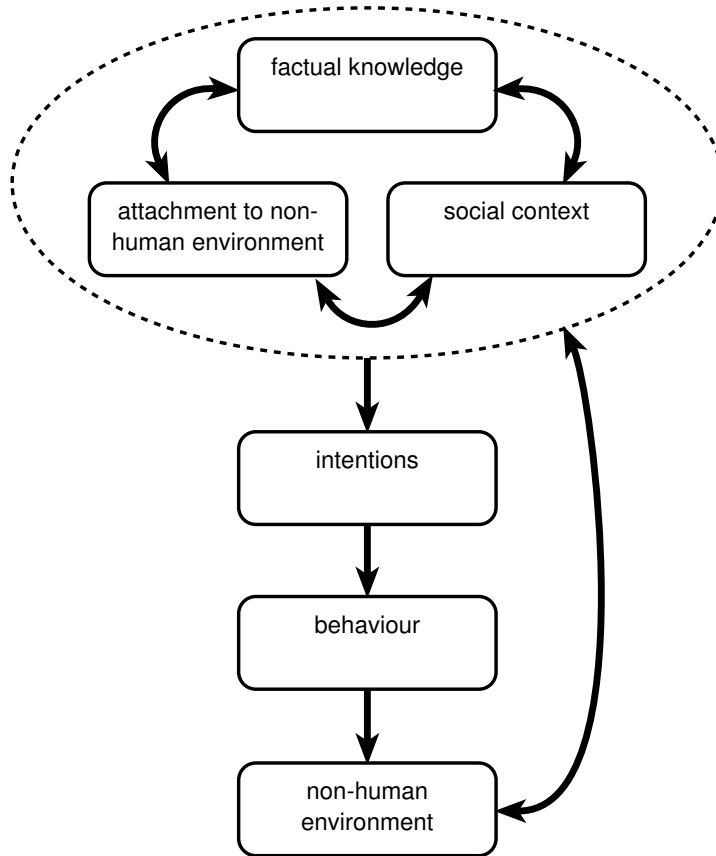 factual knowledge
attachment to non-
human environment
social context
intentions
behaviour
non-human
environment